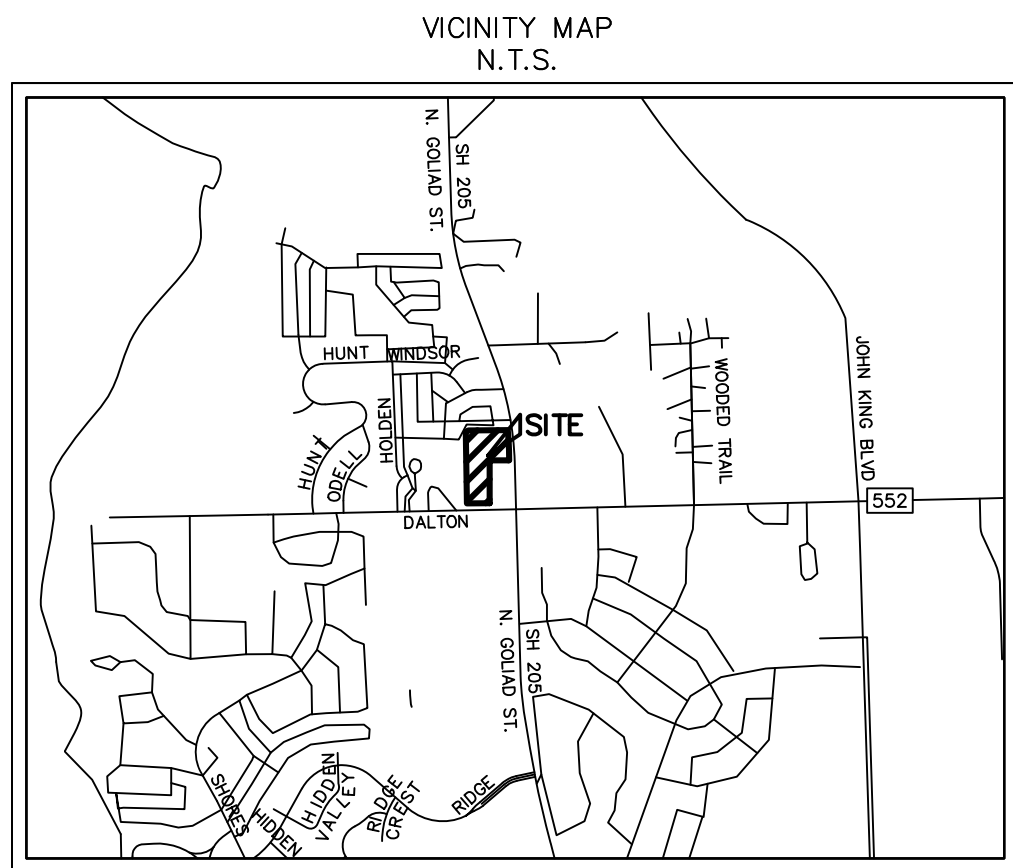 VICINITY MAP
N.T.S.
N. GOLIAD ST.
SH 205
HUNT
WINDSOR
WOODED TRAIL
JOHN KING BLVD
HOLDEN
SITE
HUNT
ODELL
552
DALTON
N. GOLIAD ST.
SH 205
HIDDEN
VALLEY
RIDGE
CREST
RIDGE
SHORES
HIDDEN